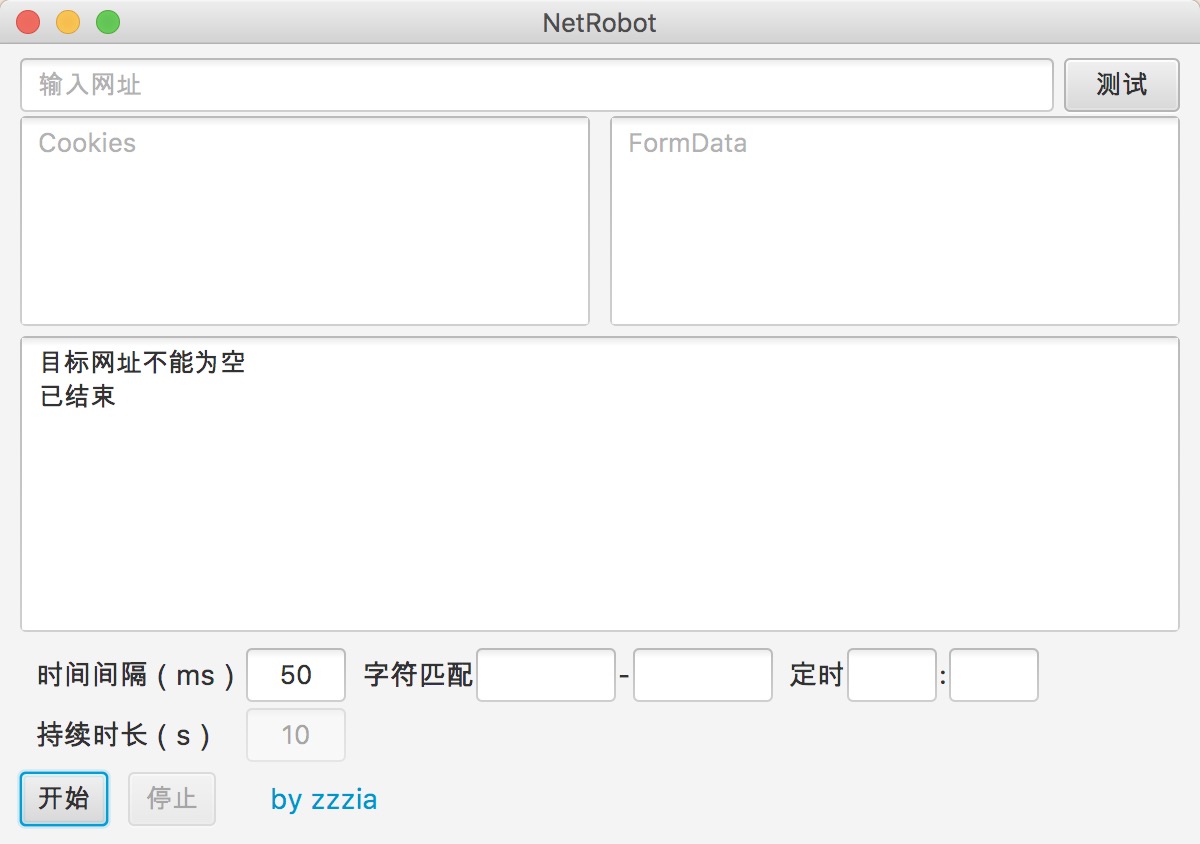 NetRobot
输入网址 测试
Cookies FormData
目标网址不能为空
已结束
时间间隔(ms) 50 字符匹配 - 定时 :
持续时长(s) 10
开始 停止 by zzzia